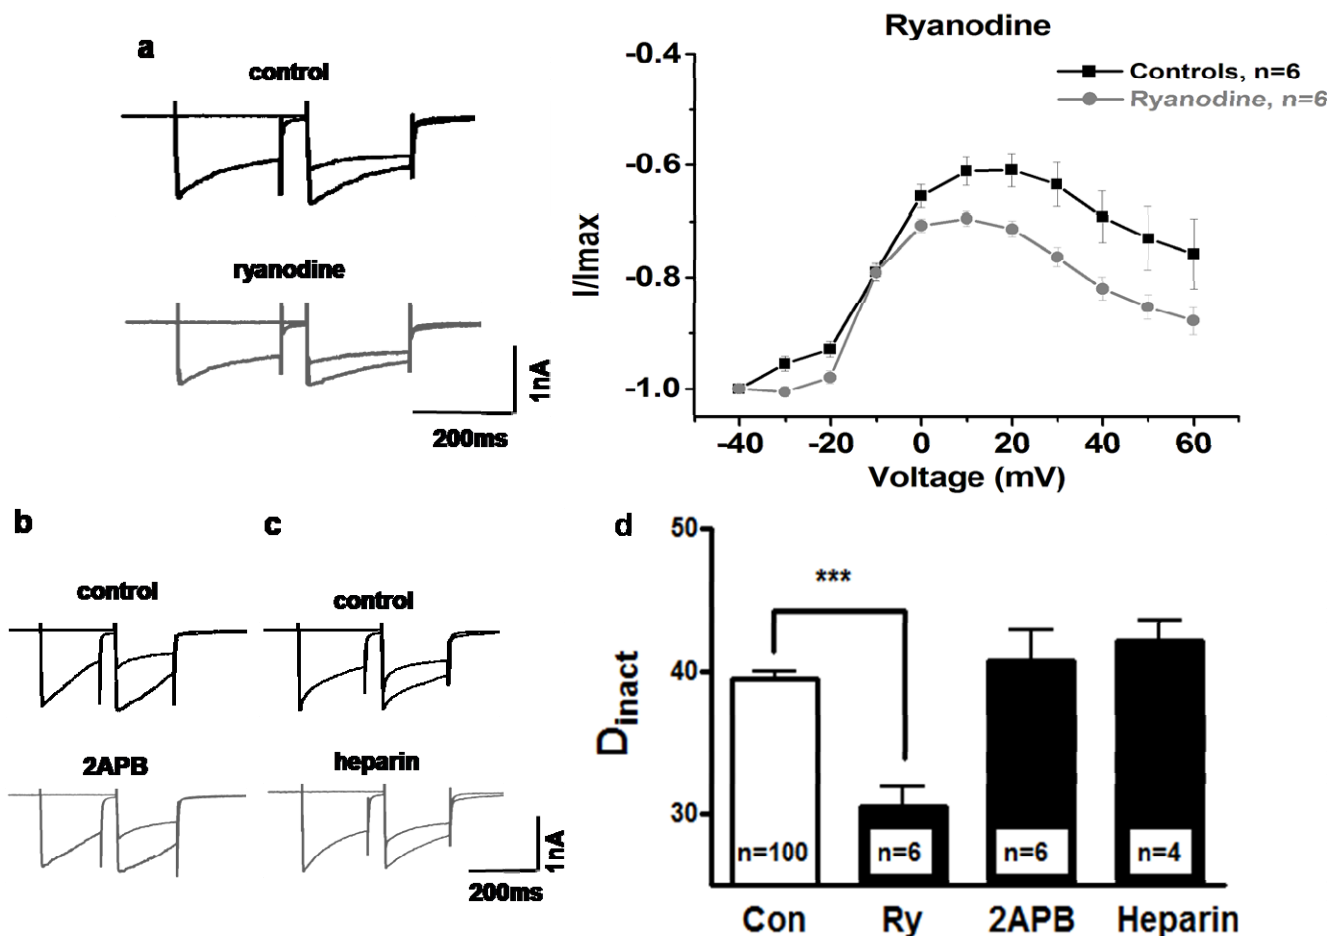 a
control
ryanodine
1nA
200ms
Ryanodine
Controls, n=6
Ryanodine, n=6
-0.4
-0.6
-0.8
-1.0
I/Imax
-40 -20 0 20 40 60
Voltage (mV)
b
control
2APB
c
control
heparin
1nA
200ms
d
***
50
40
30
Dinact
n=100 n=6 n=6 n=4
Con Ry 2APB Heparin